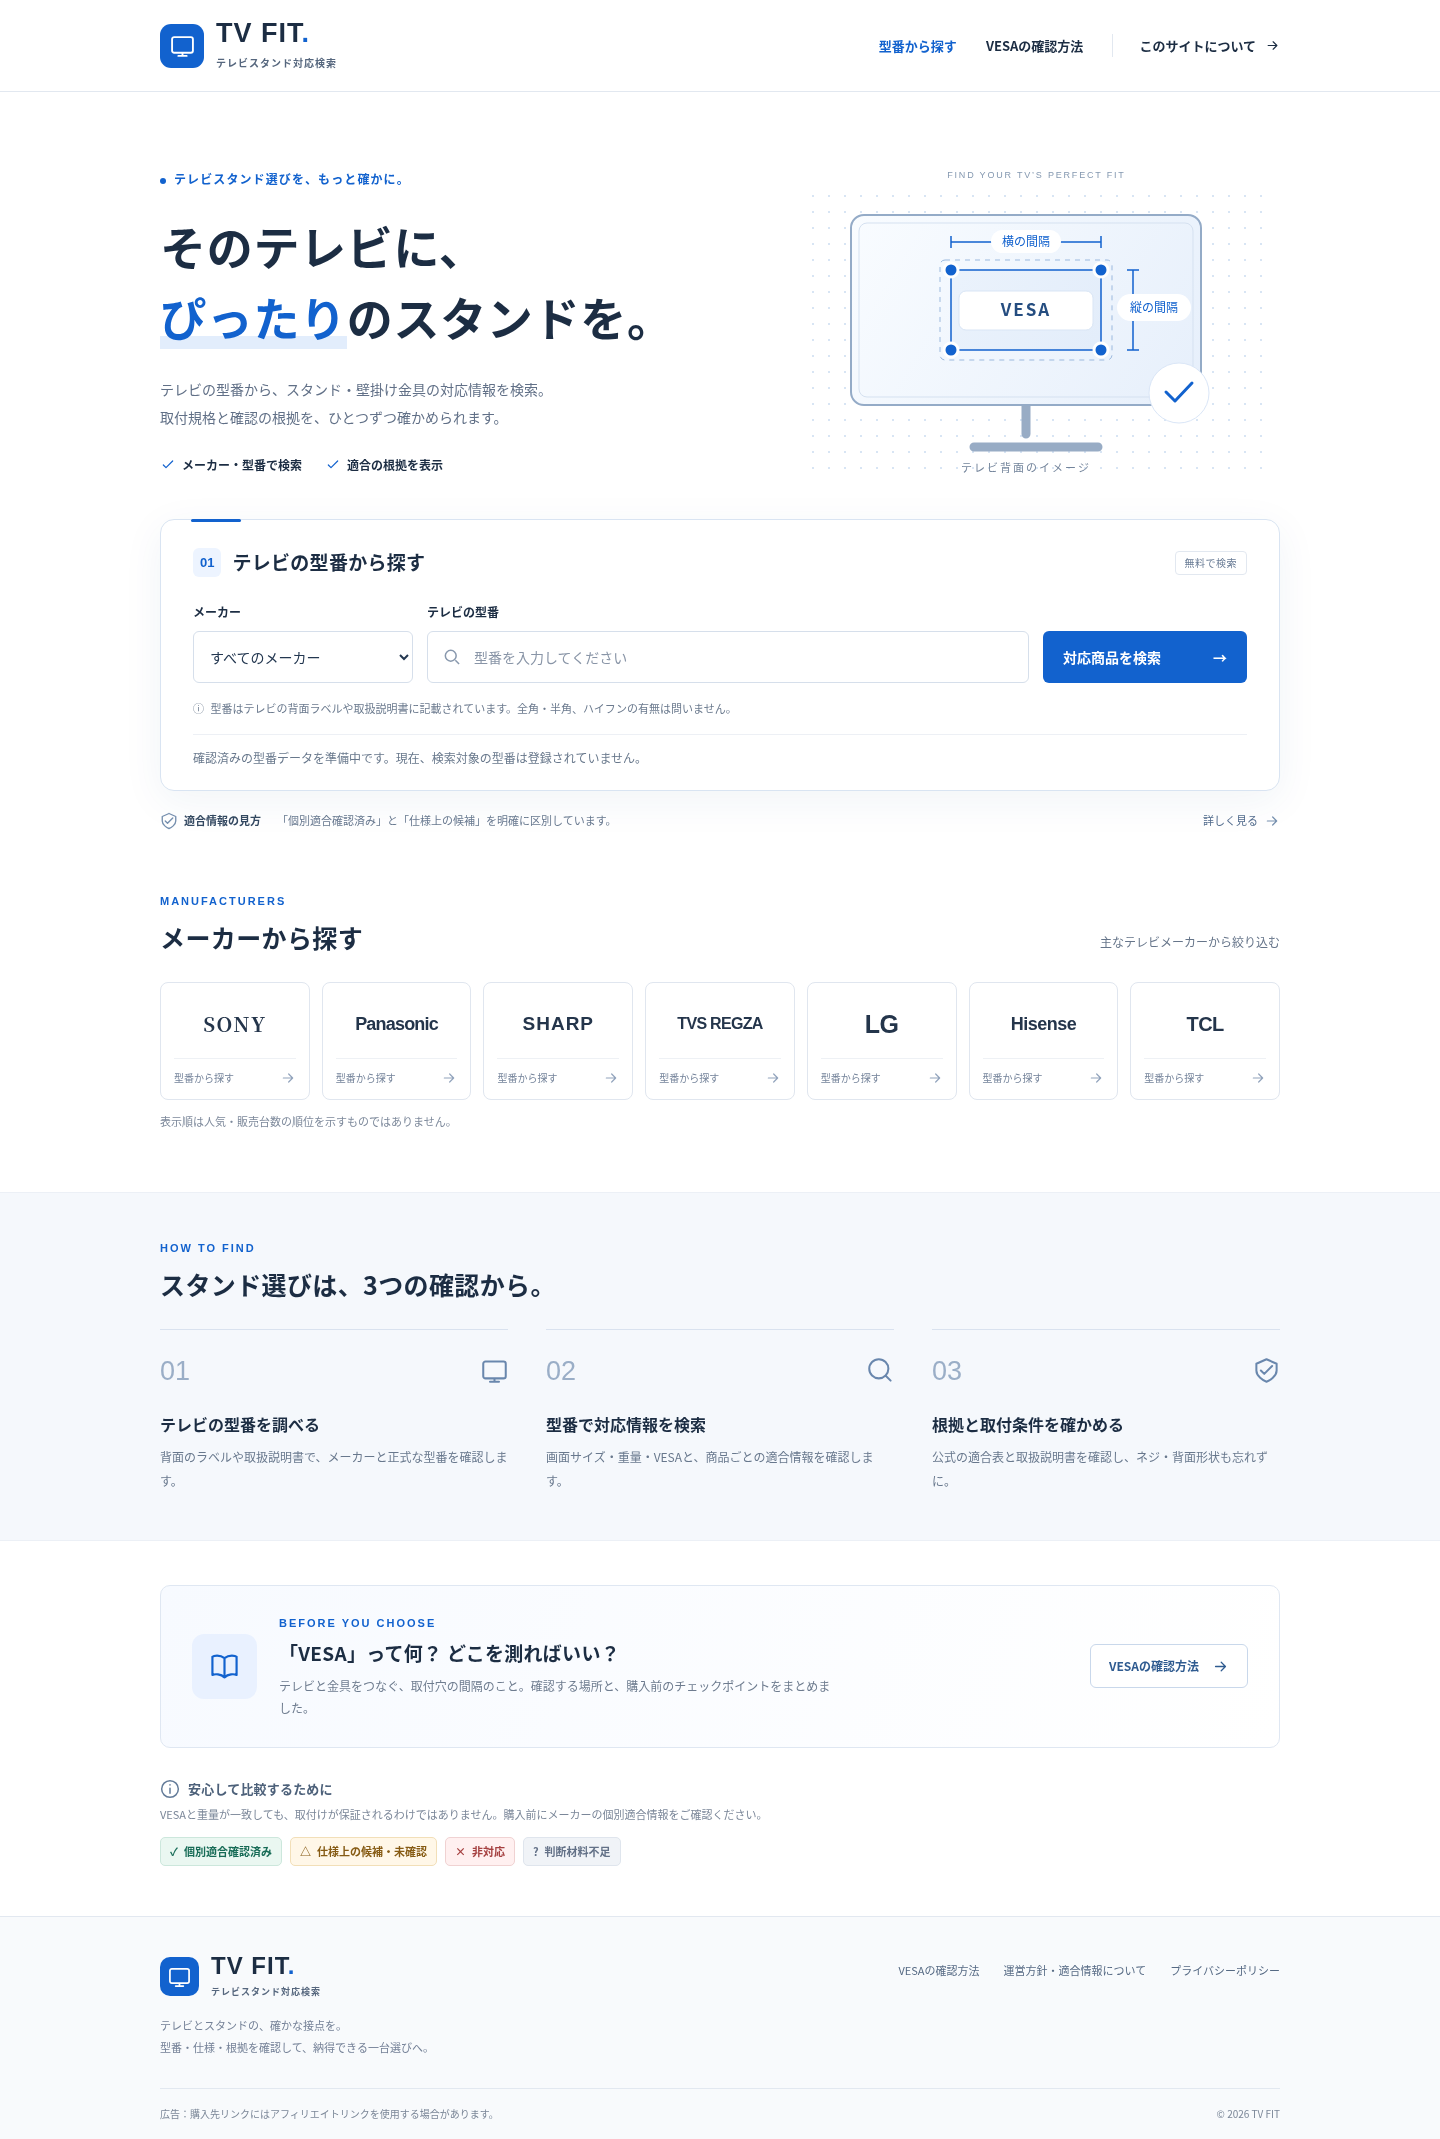 TV FIT.
テレビスタンド対応検索
型番から探す
VESAの確認方法
このサイトについて →
テレビスタンド選びを、もっと確かに。
そのテレビに、
ぴったりのスタンドを。
テレビの型番から、スタンド・壁掛け金具の対応情報を検索。
取付規格と確認の根拠を、ひとつずつ確かめられます。
メーカー・型番で検索
適合の根拠を表示
FIND YOUR TV'S PERFECT FIT
横の間隔
VESA
縦の間隔
テレビ背面のイメージ
01 テレビの型番から探す
無料で検索
メーカー
テレビの型番
すべてのメーカー
型番を入力してください
対応商品を検索 →
型番はテレビの背面ラベルや取扱説明書に記載されています。全角・半角、ハイフンの有無は問いません。
確認済みの型番データを準備中です。現在、検索対象の型番は登録されていません。
適合情報の見方 「個別適合確認済み」と「仕様上の候補」を明確に区別しています。
詳しく見る →
MANUFACTURERS
メーカーから探す
主なテレビメーカーから絞り込む
SONY
型番から探す →
Panasonic
型番から探す →
SHARP
型番から探す →
TVS REGZA
型番から探す →
LG
型番から探す →
Hisense
型番から探す →
TCL
型番から探す →
表示順は人気・販売台数の順位を示すものではありません。
HOW TO FIND
スタンド選びは、3つの確認から。
01
テレビの型番を調べる
背面のラベルや取扱説明書で、メーカーと正式な型番を確認しま
す。
02
型番で対応情報を検索
画面サイズ・重量・VESAと、商品ごとの適合情報を確認しま
す。
03
根拠と取付条件を確かめる
公式の適合表と取扱説明書を確認し、ネジ・背面形状も忘れず
に。
BEFORE YOU CHOOSE
「VESA」って何？ どこを測ればいい？
テレビと金具をつなぐ、取付穴の間隔のこと。確認する場所と、購入前のチェックポイントをまとめま
した。
VESAの確認方法 →
安心して比較するために
VESAと重量が一致しても、取付けが保証されるわけではありません。購入前にメーカーの個別適合情報をご確認ください。
✓ 個別適合確認済み
△ 仕様上の候補・未確認
× 非対応
? 判断材料不足
TV FIT.
テレビスタンド対応検索
VESAの確認方法
運営方針・適合情報について
プライバシーポリシー
テレビとスタンドの、確かな接点を。
型番・仕様・根拠を確認して、納得できる一台選びへ。
広告：購入先リンクにはアフィリエイトリンクを使用する場合があります。
© 2026 TV FIT